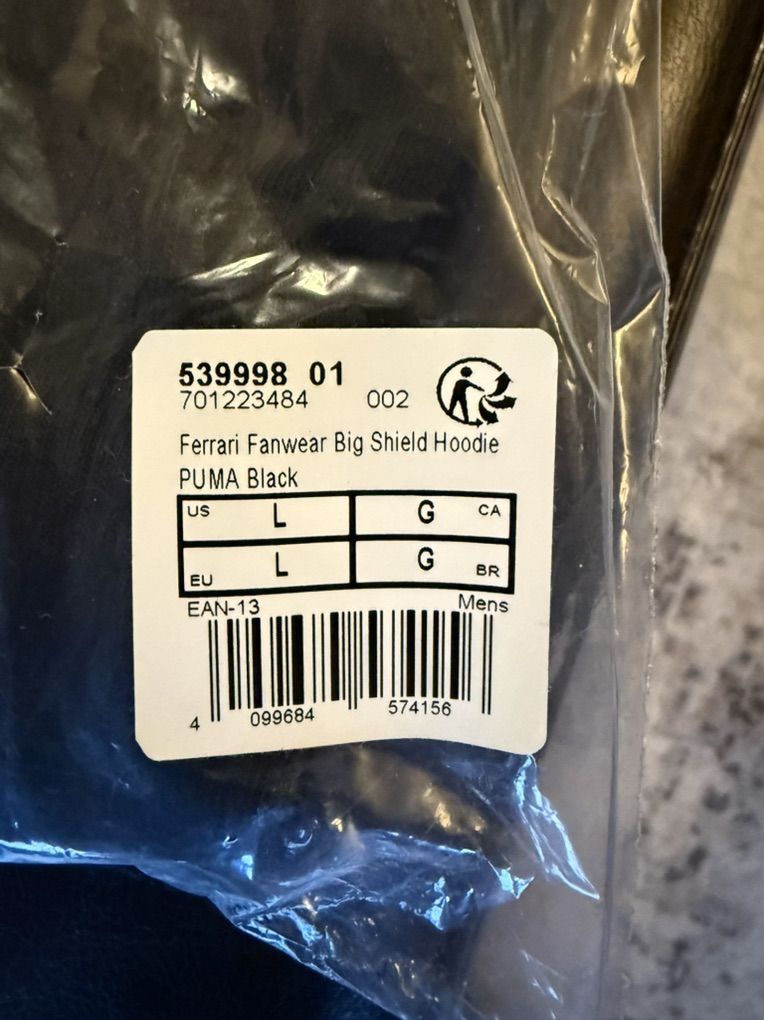 539998 01
701223484 002
Ferrari Fanwear Big Shield Hoodie
PUMA Black
US L G CA
EU L G BR
EAN-13 Mens
4 099684 574156